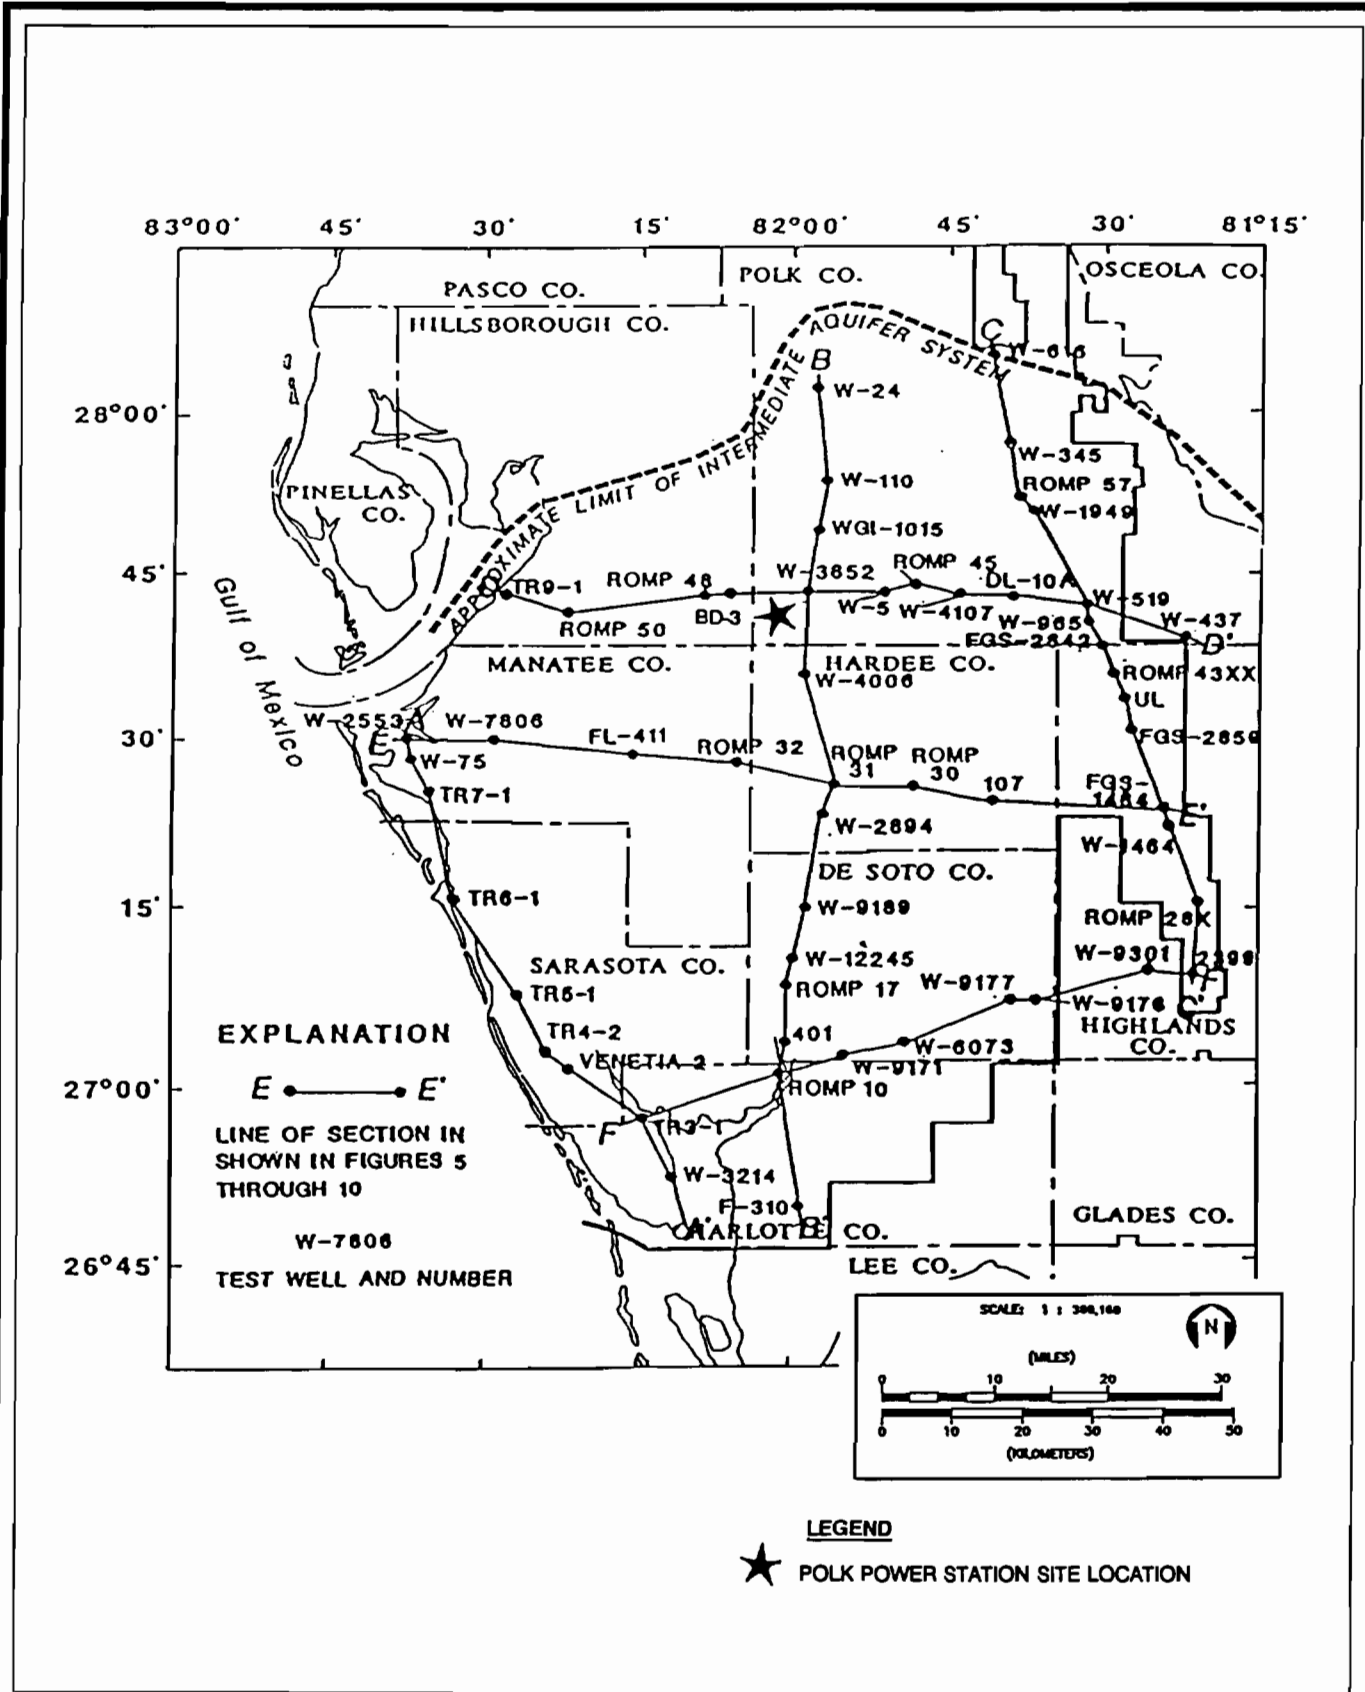 83°00' 45' 30' 15' 82°00' 45' 30' 81°15'
POLK CO.
OSCEOLA CO.
PASCO CO.
HILLSBOROUGH CO.
APPROXIMATE LIMIT OF INTERMEDIATE AQUIFER SYSTEM
C
W-616
B
W-24
28°00'
W-345
W-110
ROMP 57
PINELLAS
CO.
W-1949
WGI-1015
45'
D
TR9-1
ROMP 48
W-3652
ROMP 45
DL-10A
W-519
BD-3
W-5
W-4107
W-965
W-437
ROMP 50
FGS-2642
D'
Gulf of Mexico
MANATEE CO.
HARDEE CO.
W-4006
ROMP 43XX
UL
W-2553
A
W-7806
FL-411
ROMP 32
ROMP
31
ROMP
30
107
FGS-2859
30'
E
W-75
TR7-1
FGS-
1464
E'
W-2894
W-1464
DE SOTO CO.
15'
TR6-1
W-9189
ROMP 28X
W-12245
W-9301
2399
SARASOTA CO.
TR5-1
ROMP 17
W-9177
W-9176
F'
C'
HIGHLANDS
CO.
EXPLANATION
TR4-2
401
W-6073
VENETIA 2
W-9171
27°00'
E E'
ROMP 10
F
TR3-1
LINE OF SECTION IN
SHOWN IN FIGURES 5
THROUGH 10
W-3214
F-310
A'
B'
CHARLOTTE CO.
GLADES CO.
W-7806
26°45'
LEE CO.
TEST WELL AND NUMBER
N
(MILES)
0 10 20 30
0 10 20 30 40 50
(KILOMETERS)
LEGEND
POLK POWER STATION SITE LOCATION